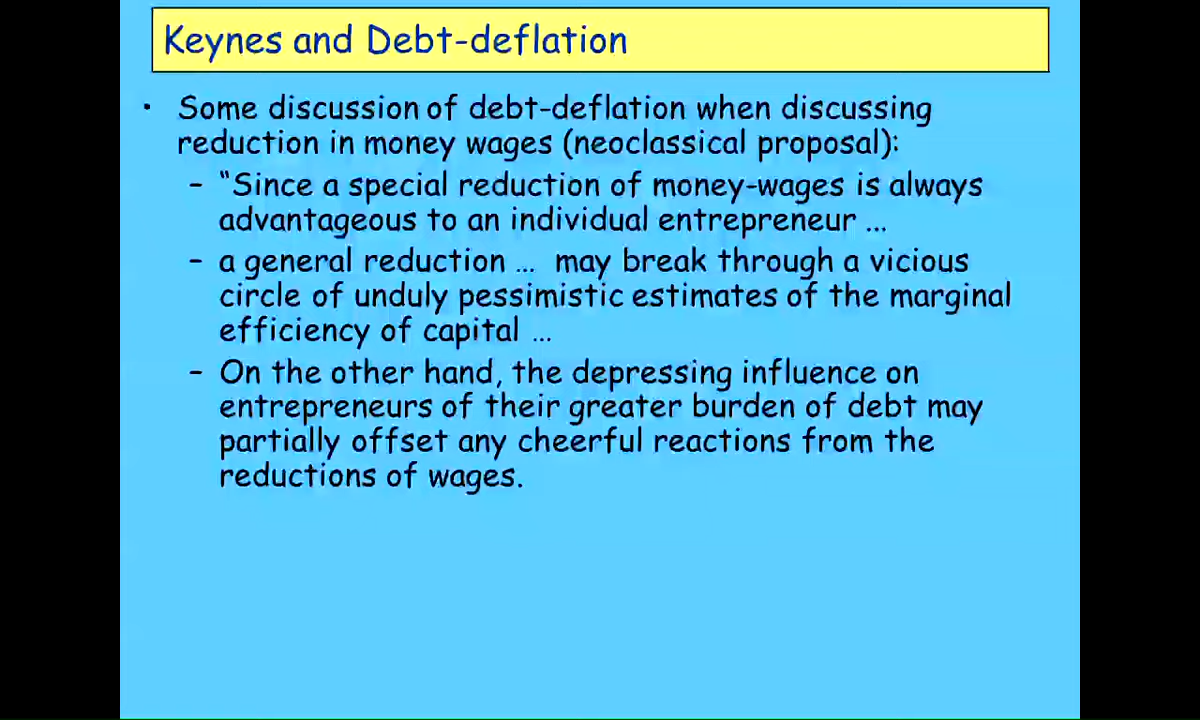 Keynes and Debt-deflation
• Some discussion of debt-deflation when discussing
reduction in money wages (neoclassical proposal):
– “Since a special reduction of money-wages is always
advantageous to an individual entrepreneur ...
– a general reduction ... may break through a vicious
circle of unduly pessimistic estimates of the marginal
efficiency of capital ...
– On the other hand, the depressing influence on
entrepreneurs of their greater burden of debt may
partially offset any cheerful reactions from the
reductions of wages.